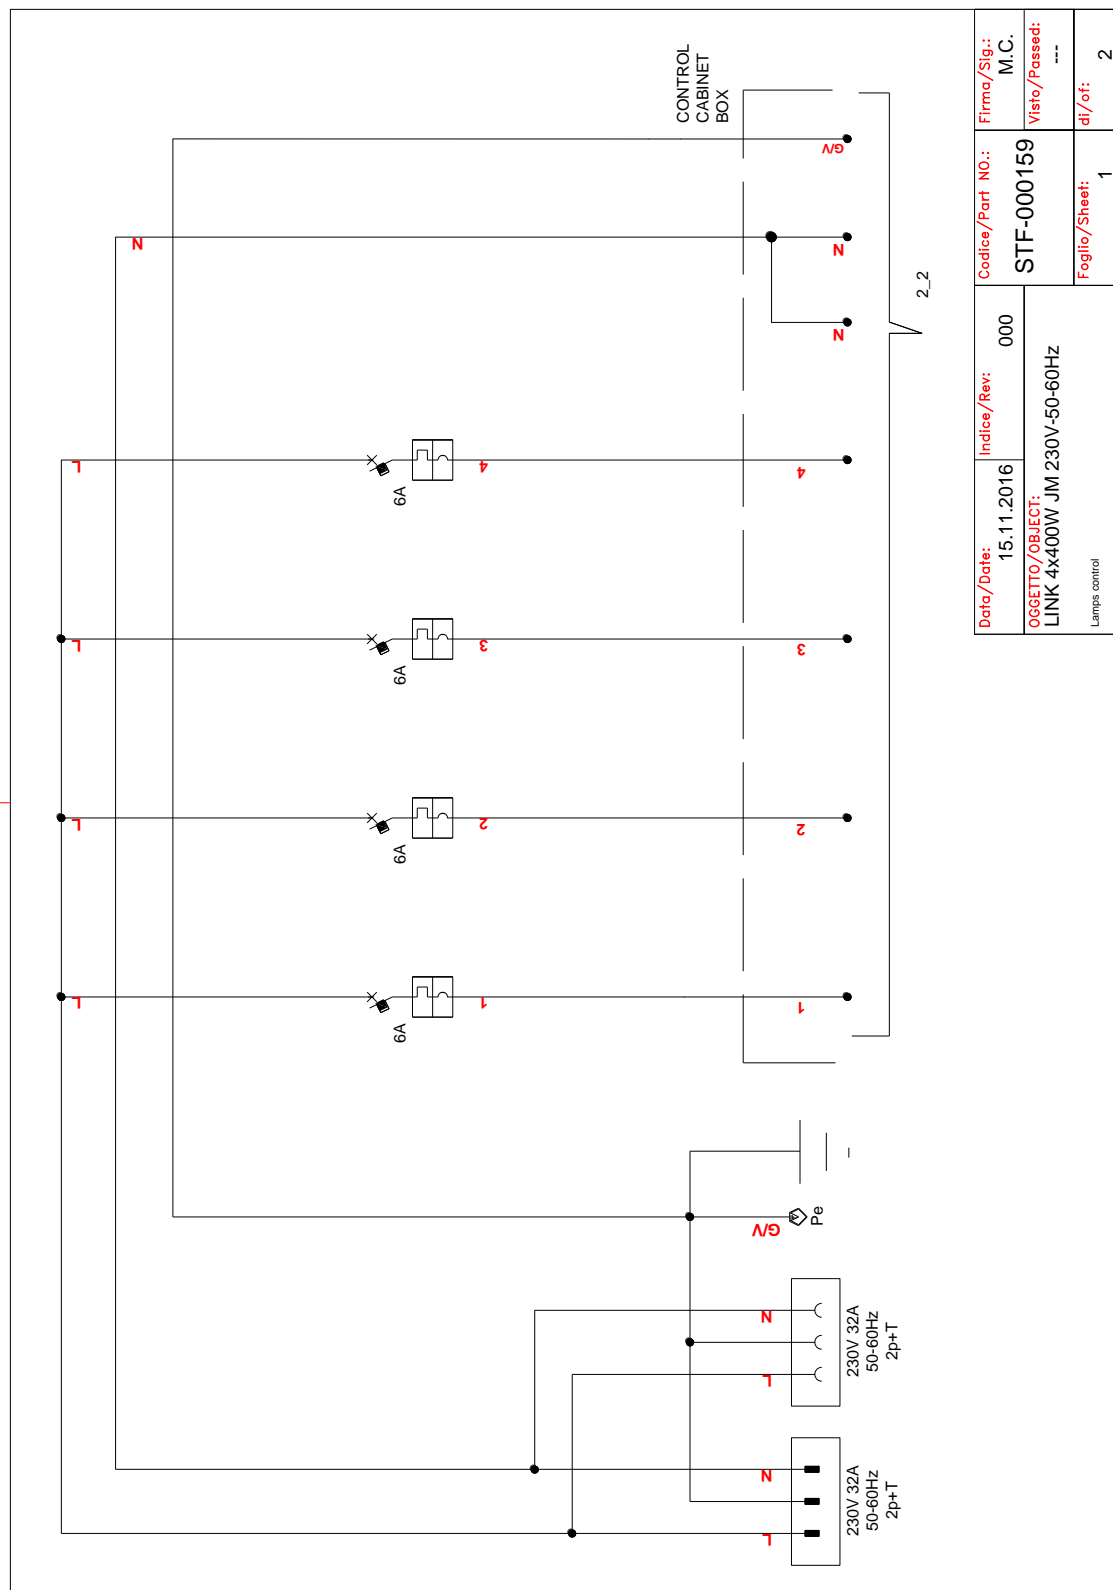 230V 32A
50-60Hz
2p+T
L
N
230V 32A
50-60Hz
2p+T
L
N
G/V
Pe
L
6A
1
1
L
6A
2
2
L
6A
3
3
L
6A
4
4
N
N
N
G/V
CONTROL
CABINET
BOX
2_2
Data/Date:
15.11.2016
Indice/Rev:
000
Codice/Part NO.:
STF-000159
Firma/Sig.:
M.C.
OGGETTO/OBJECT:
LINK 4x400W JM 230V-50-60Hz
Lamps control
Visto/Passed:
---
Foglio/Sheet:
1
di/of:
2